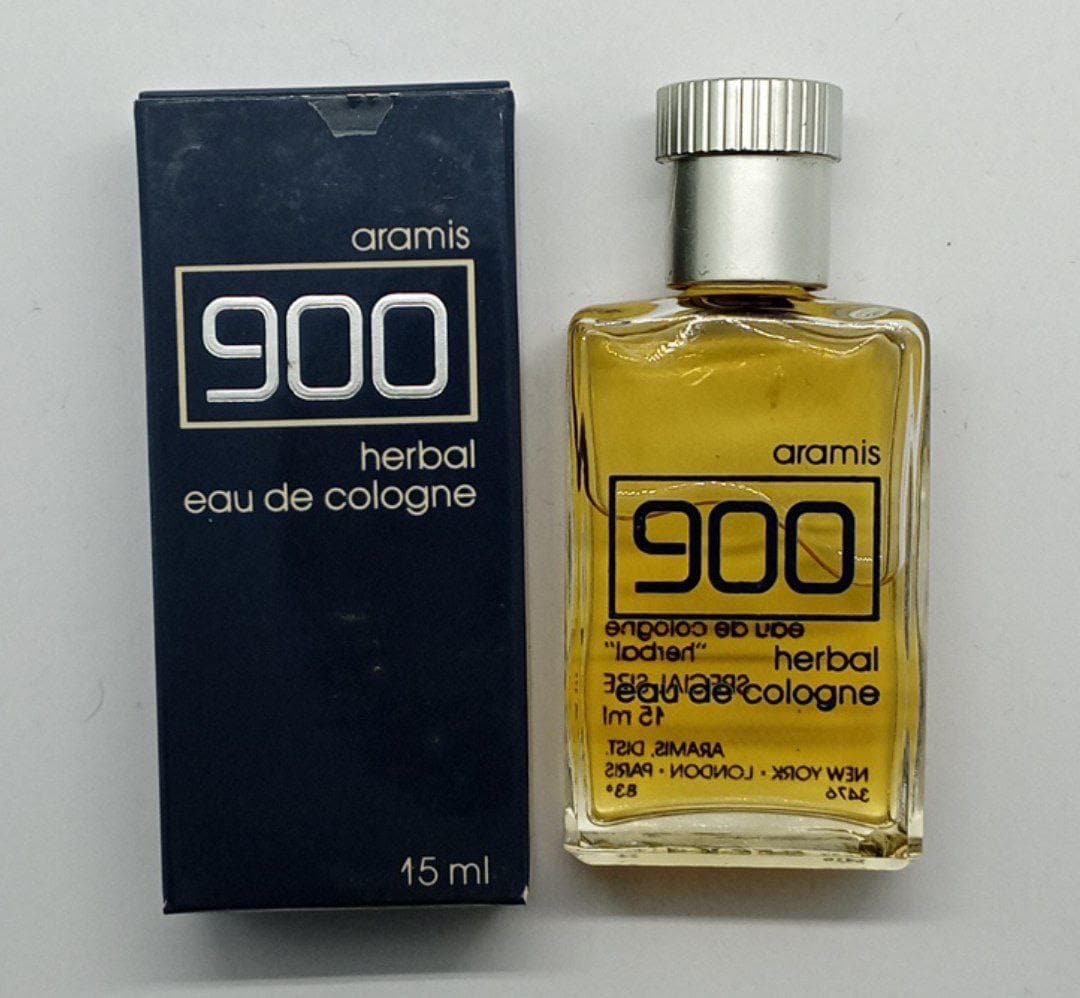 aramis
900
herbal
eau de cologne
15 ml
aramis
900
herbal
eau de cologne
eau de cologne
"herbal"
SPECIAL SIZE
15 ml
ARAMIS, DIST.
NEW YORK • LONDON • PARIS
3476 83°